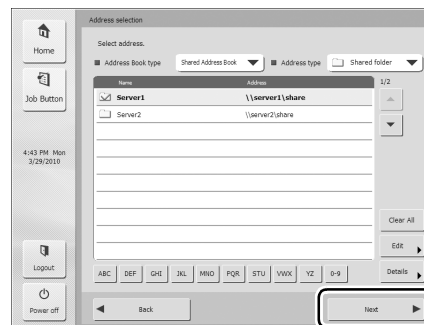 Address selection
Home
Select address.
Address Book type Shared Address Book Address type Shared folder
Name Address 1/2
Server1 \\server1\share
Server2 \\server2\share
Job Button
4:43 PM Mon
3/29/2010
Clear All
Edit
Details
ABC DEF GHI JKL MNO PQR STU VWX YZ 0-9
Logout
Power off
Back Next